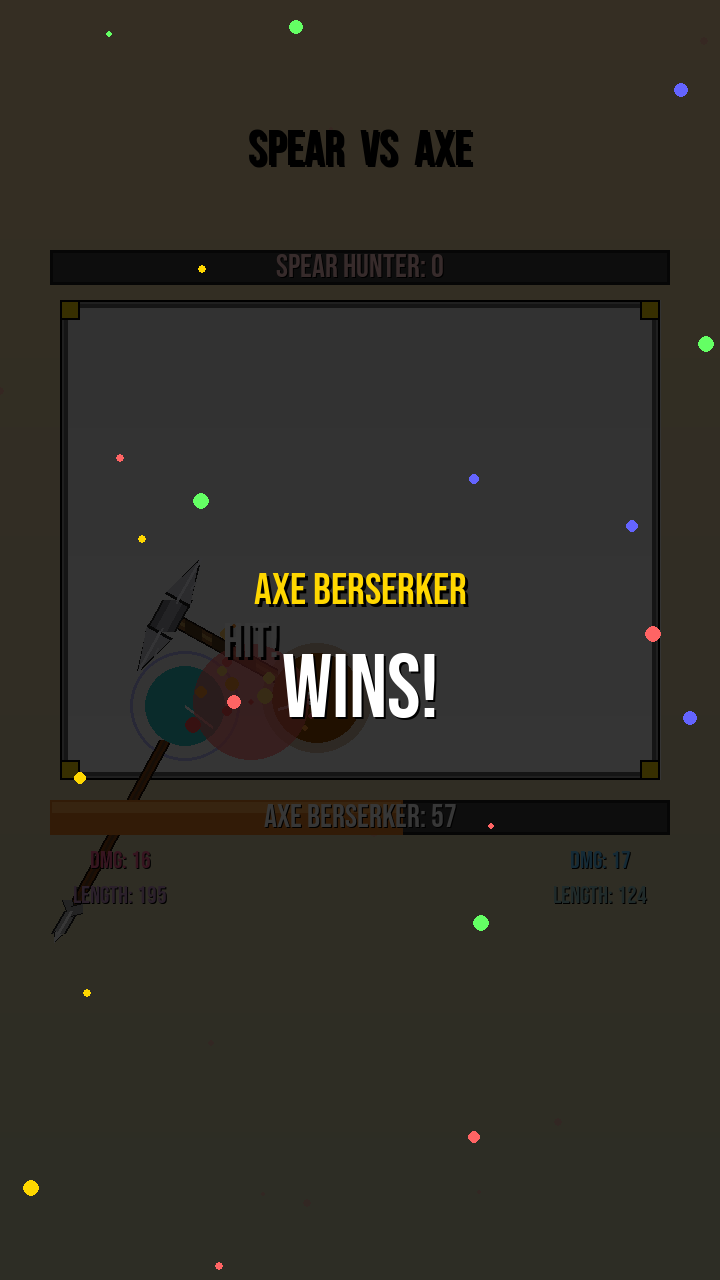 SPEAR VS AXE
SPEAR HUNTER: 0
AXE BERSERKER
HIT!
WINS!
AXE BERSERKER: 57
DMG: 16
DMG: 17
LENGTH: 195
LENGTH: 124